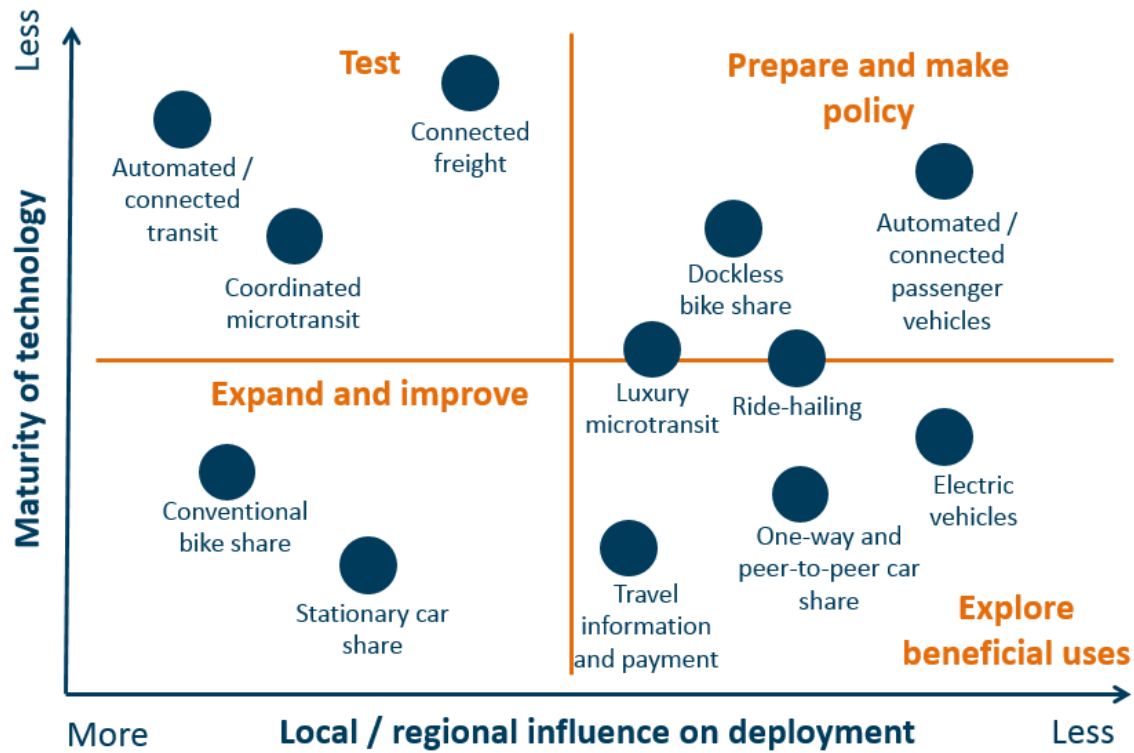 Less
Maturity of technology
Test
Prepare and make
policy
Connected
freight
Automated /
connected
transit
Coordinated
microtransit
Dockless
bike share
Automated /
connected
passenger
vehicles
Expand and improve
Luxury
microtransit
Ride-hailing
Conventional
bike share
Stationary car
share
Travel
information
and payment
One-way and
peer-to-peer car
share
Electric
vehicles
Explore
beneficial uses
More
Local / regional influence on deployment
Less